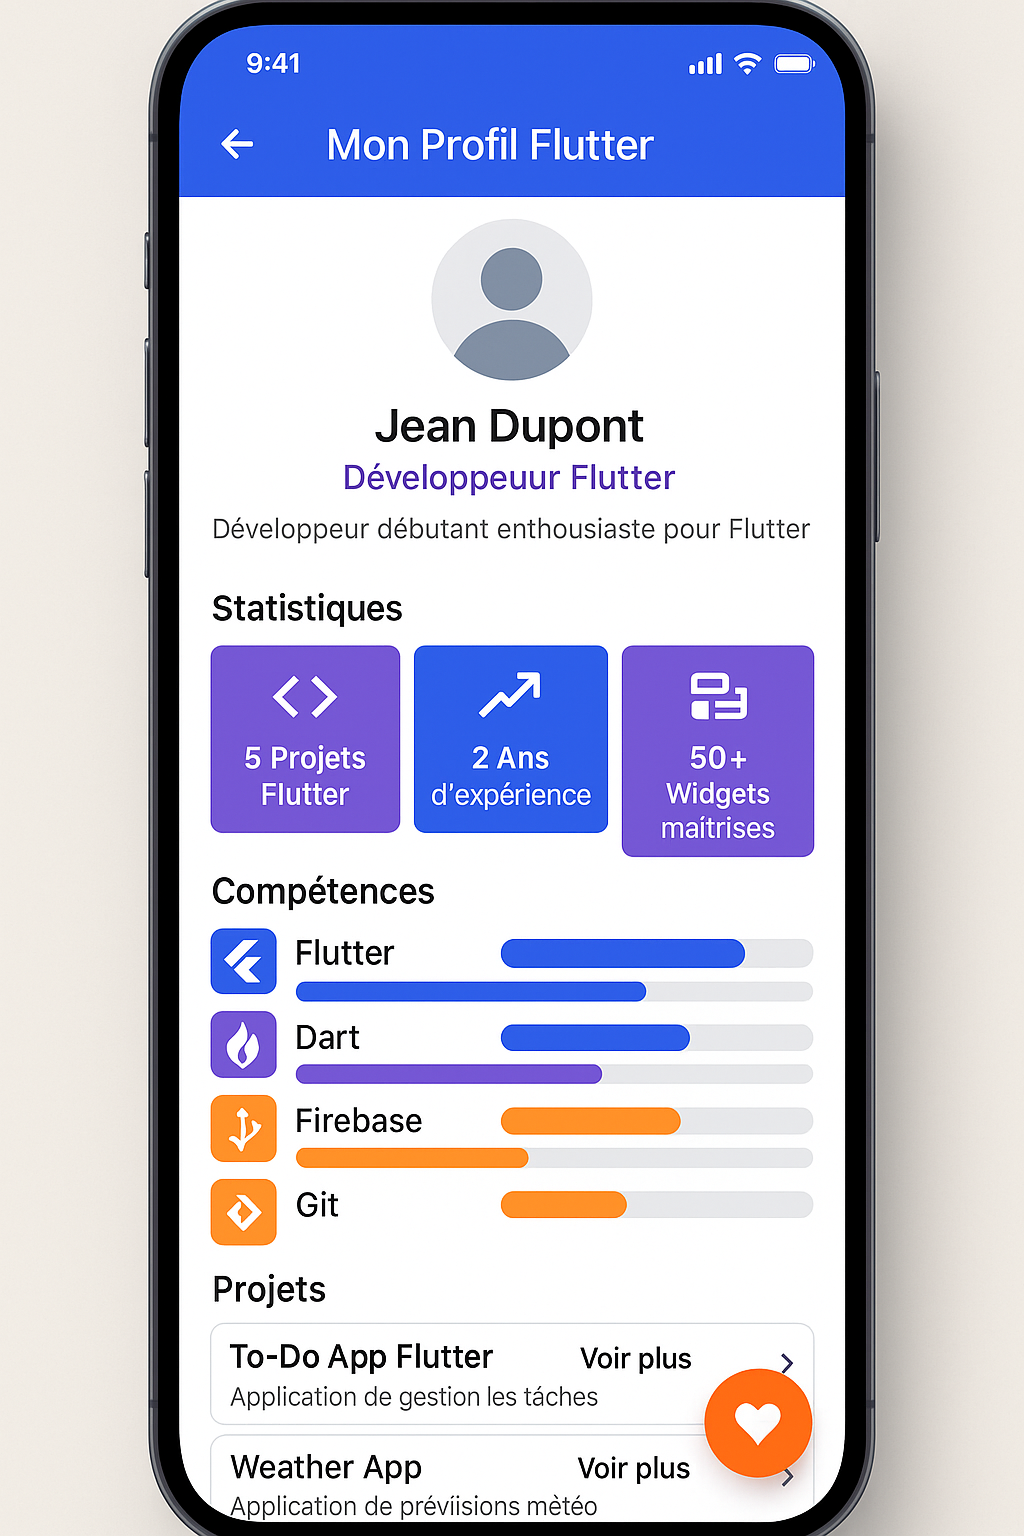 9:41
Mon Profil Flutter
Jean Dupont
Développeuur Flutter
Développeur débutant enthousiaste pour Flutter
Statistiques
5 Projets
Flutter
2 Ans
d'expérience
50+
Widgets
maítrises
Compétences
Flutter
Dart
Firebase
Git
Projets
To-Do App Flutter
Voir plus
Application de gestion les táches
Weather App
Voir plus
Application de prévíisions mètéo